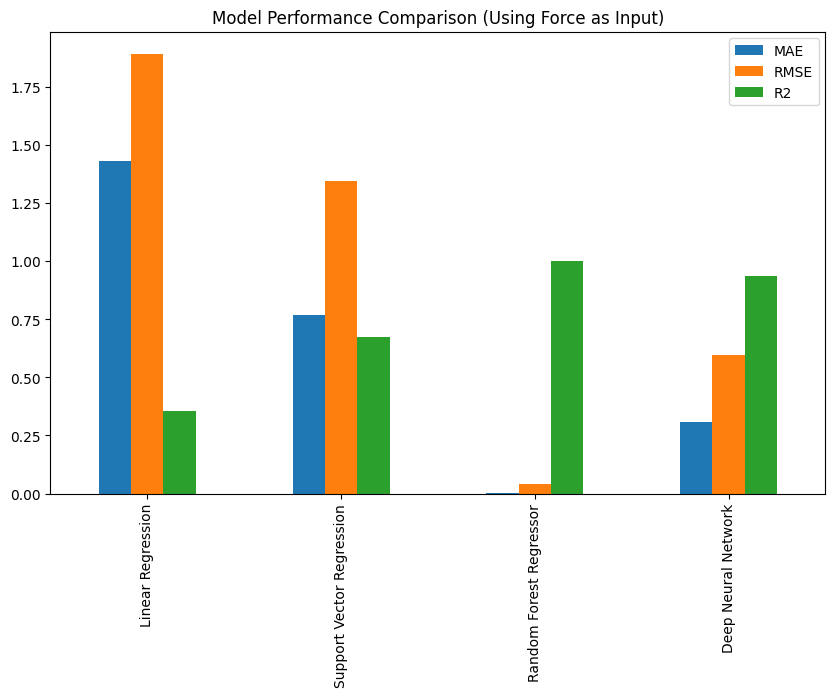 Model Performance Comparison (Using Force as Input)
MAE
RMSE
R2
1.75
1.50
1.25
1.00
0.75
0.50
0.25
0.00
Linear Regression
Support Vector Regression
Random Forest Regressor
Deep Neural Network